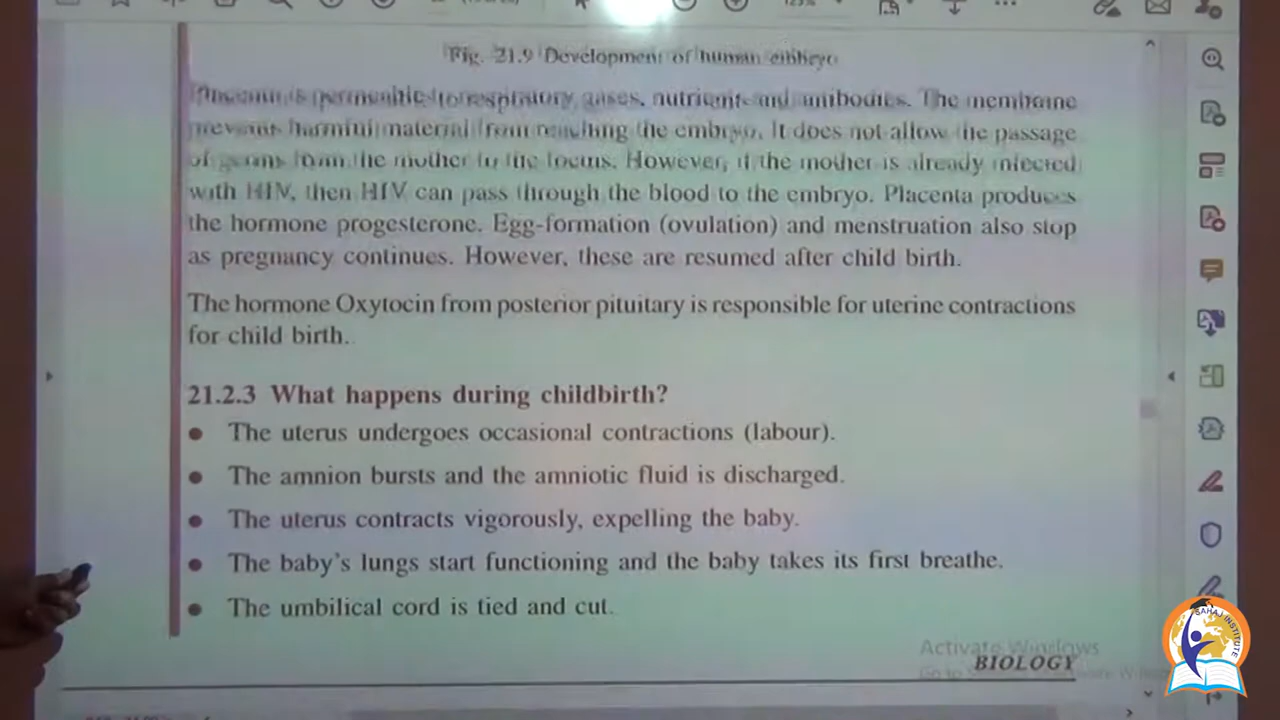 Fig. 21.9 Development of human embryo
Placenta is permeable to respiratory gases, nutrients and antibodies. The membrane
prevents harmful material from reaching the embryo. It does not allow the passage
of germs from the mother to the foetus. However, if the mother is already infected
with HIV, then HIV can pass through the blood to the embryo. Placenta produces
the hormone progesterone. Egg-formation (ovulation) and menstruation also stop
as pregnancy continues. However, these are resumed after child birth.
The hormone Oxytocin from posterior pituitary is responsible for uterine contractions
for child birth.
21.2.3 What happens during childbirth?
● The uterus undergoes occasional contractions (labour).
● The amnion bursts and the amniotic fluid is discharged.
● The uterus contracts vigorously, expelling the baby.
● The baby's lungs start functioning and the baby takes its first breathe.
● The umbilical cord is tied and cut.
SAHAJ INSTITUTE
Activate Windows
BIOLOGY